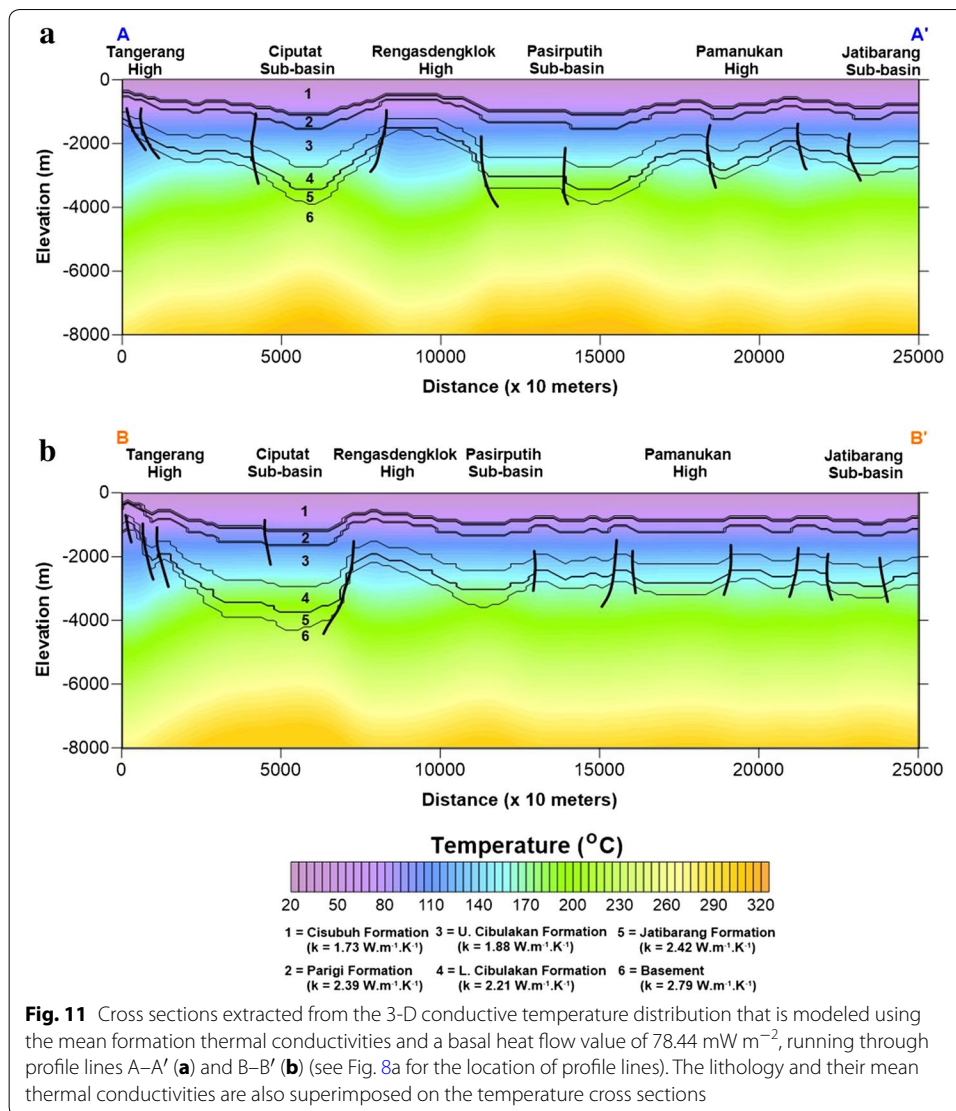 a
A A'
Tangerang High Ciputat Sub-basin Rengasdengklok High Pasirputih Sub-basin Pamanukan High Jatibarang Sub-basin
0
-2000
-4000
-6000
-8000
Elevation (m)
1
2
3
4
5
6
0 5000 10000 15000 20000 25000
Distance (x 10 meters)
b
B B'
Tangerang High Ciputat Sub-basin Rengasdengklok High Pasirputih Sub-basin Pamanukan High Jatibarang Sub-basin
0
-2000
-4000
-6000
-8000
Elevation (m)
1
2
3
4
5
6
0 5000 10000 15000 20000 25000
Distance (x 10 meters)
Temperature (°C)
20 50 80 110 140 170 200 230 260 290 320
1 = Cisubuh Formation 3 = U. Cibulakan Formation 5 = Jatibarang Formation
(k = 1.73 W.m⁻¹.K⁻¹) (k = 1.88 W.m⁻¹.K⁻¹) (k = 2.42 W.m⁻¹.K⁻¹)
2 = Parigi Formation 4 = L. Cibulakan Formation 6 = Basement
(k = 2.39 W.m⁻¹.K⁻¹) (k = 2.21 W.m⁻¹.K⁻¹) (k = 2.79 W.m⁻¹.K⁻¹)
Fig. 11 Cross sections extracted from the 3-D conductive temperature distribution that is modeled using
the mean formation thermal conductivities and a basal heat flow value of 78.44 mW m⁻², running through
profile lines A–A′ (a) and B–B′ (b) (see Fig. 8a for the location of profile lines). The lithology and their mean
thermal conductivities are also superimposed on the temperature cross sections